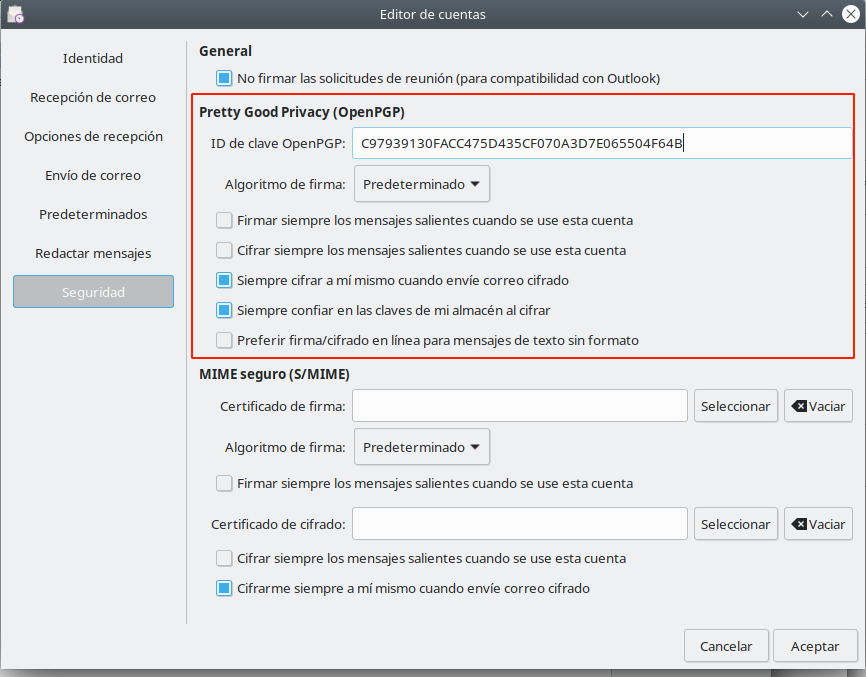 Editor de cuentas
Identidad
Recepción de correo
Opciones de recepción
Envío de correo
Predeterminados
Redactar mensajes
Seguridad
General
No firmar las solicitudes de reunión (para compatibilidad con Outlook)
Pretty Good Privacy (OpenPGP)
ID de clave OpenPGP: C97939130FACC475D435CF070A3D7E065504F64B
Algoritmo de firma: Predeterminado
Firmar siempre los mensajes salientes cuando se use esta cuenta
Cifrar siempre los mensajes salientes cuando se use esta cuenta
Siempre cifrar a mí mismo cuando envíe correo cifrado
Siempre confiar en las claves de mi almacén al cifrar
Preferir firma/cifrado en línea para mensajes de texto sin formato
MIME seguro (S/MIME)
Certificado de firma: Seleccionar Vaciar
Algoritmo de firma: Predeterminado
Firmar siempre los mensajes salientes cuando se use esta cuenta
Certificado de cifrado: Seleccionar Vaciar
Cifrar siempre los mensajes salientes cuando se use esta cuenta
Cifrarme siempre a mí mismo cuando envíe correo cifrado
Cancelar Aceptar